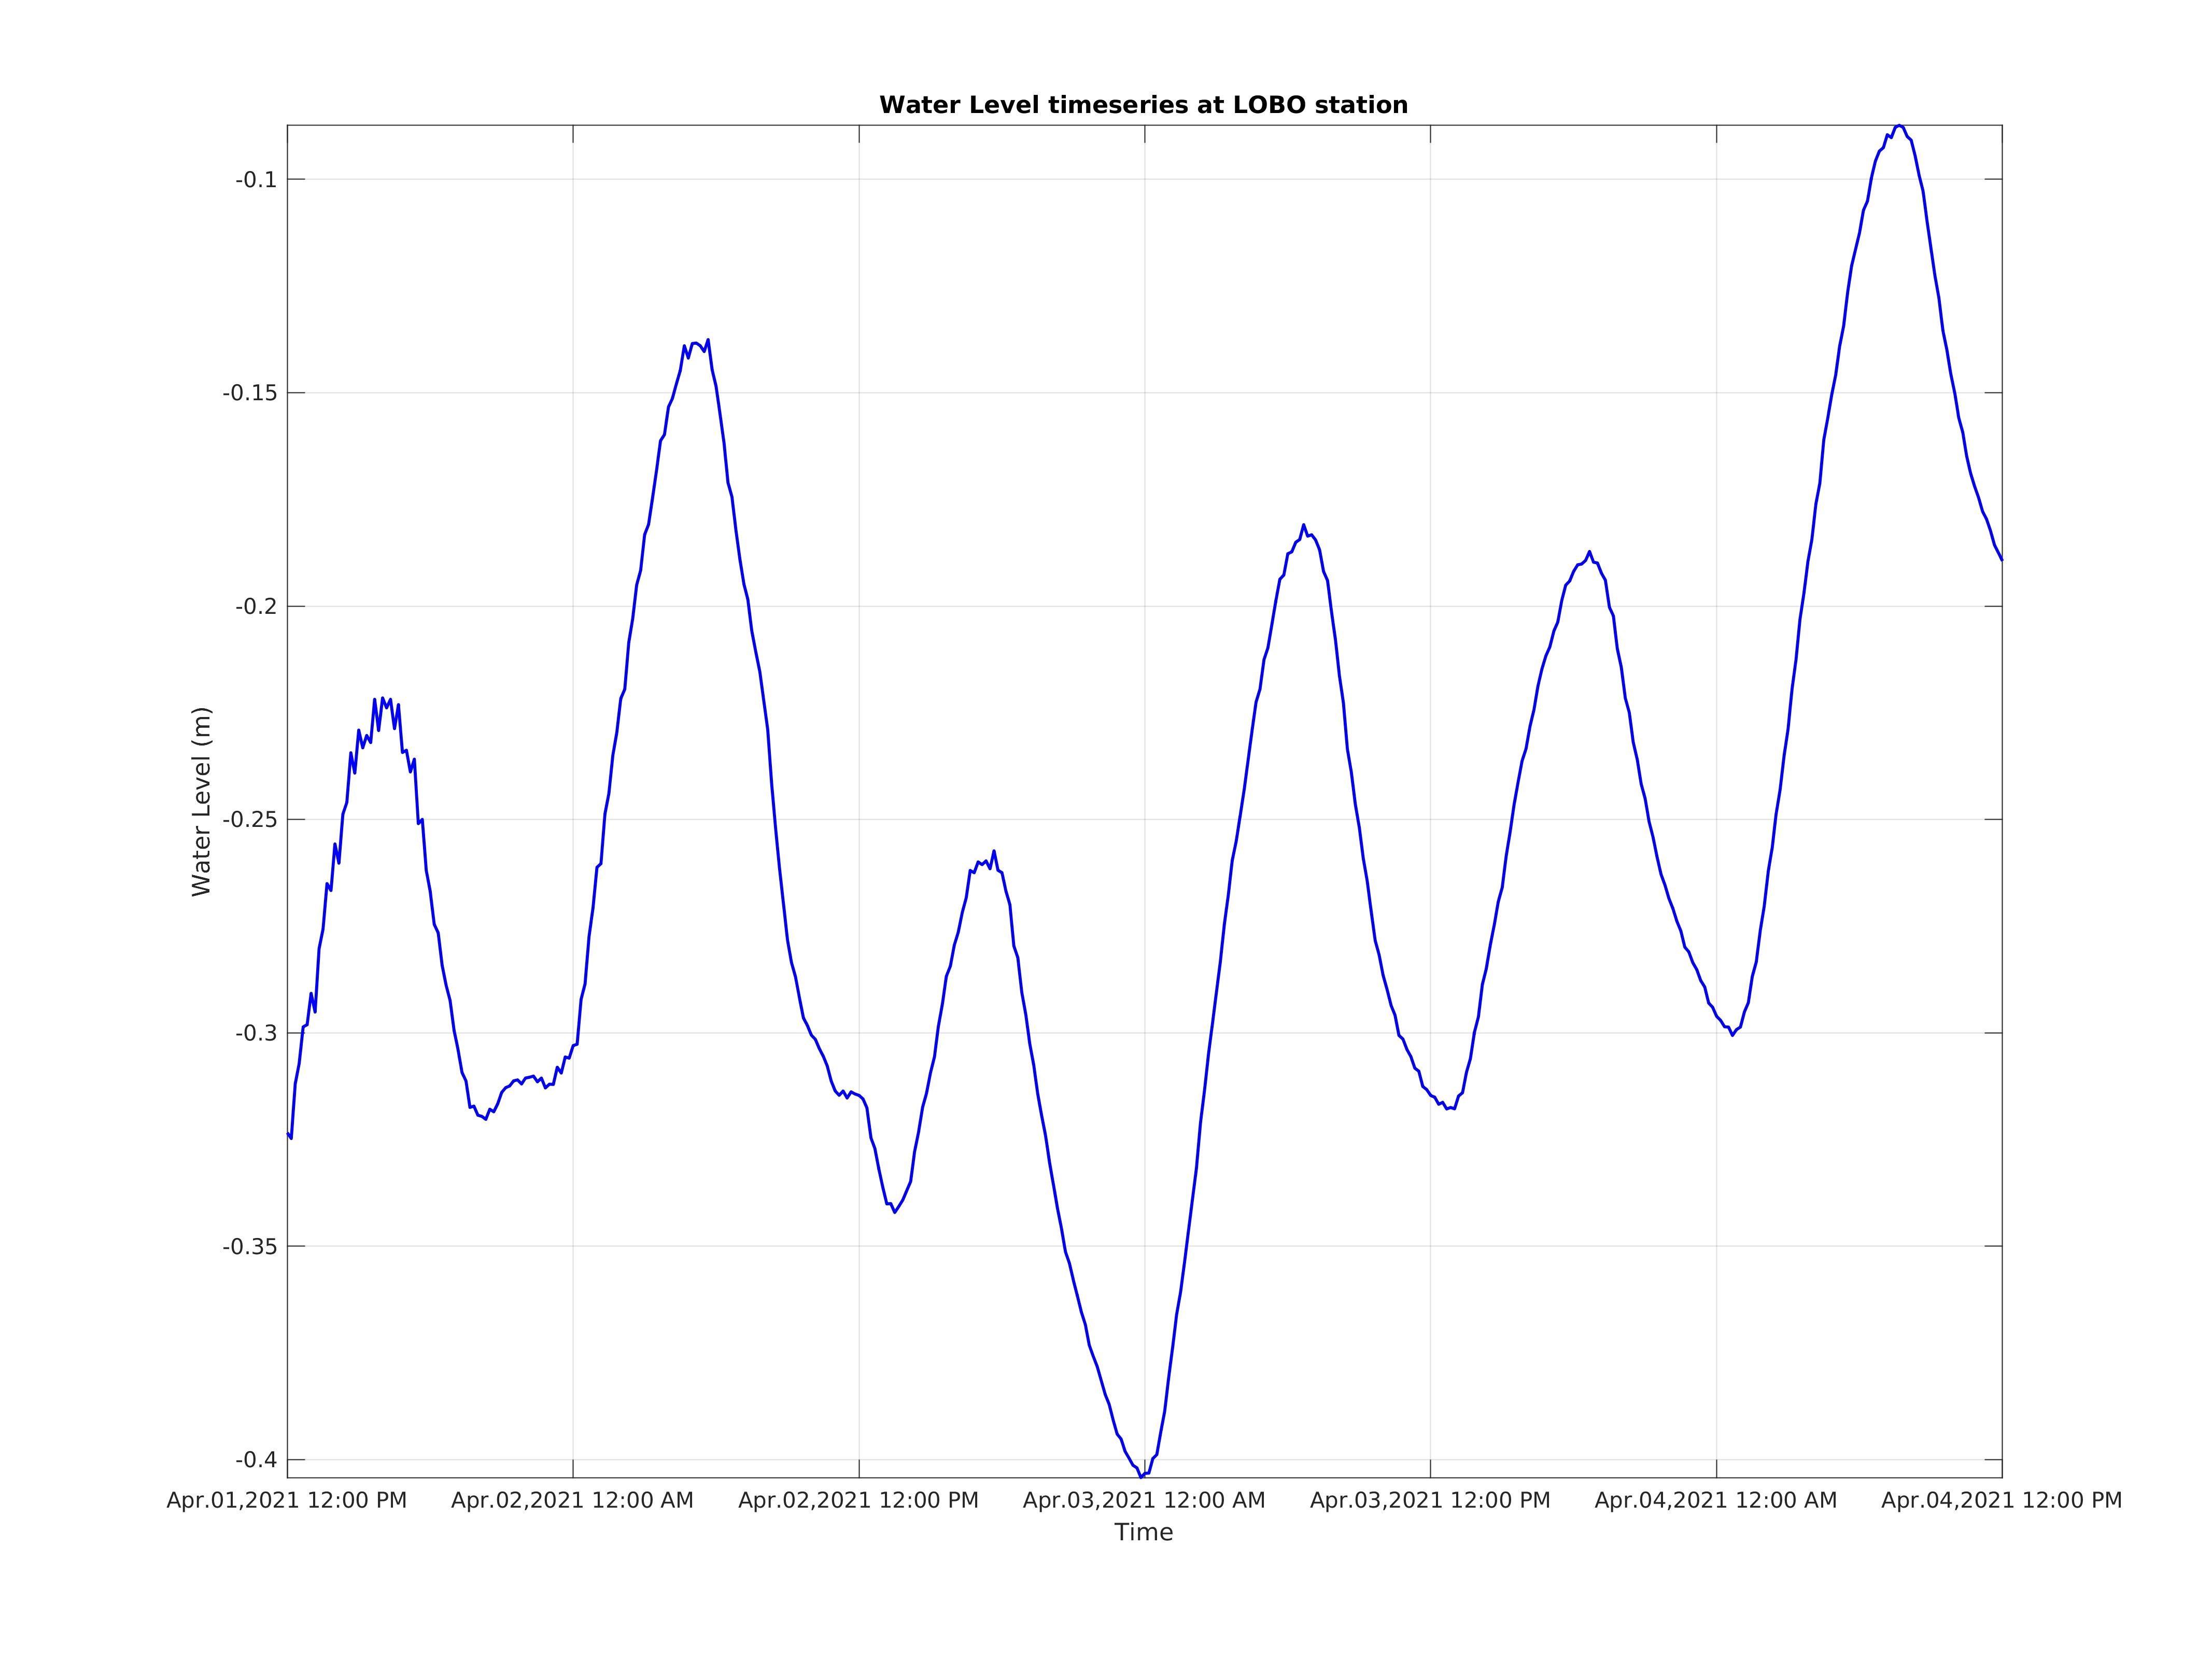 Water Level timeseries at LOBO station
-0.1
-0.15
-0.2
-0.25
-0.3
-0.35
-0.4
Water Level (m)
Apr.01,2021 12:00 PM
Apr.02,2021 12:00 AM
Apr.02,2021 12:00 PM
Apr.03,2021 12:00 AM
Apr.03,2021 12:00 PM
Apr.04,2021 12:00 AM
Apr.04,2021 12:00 PM
Time